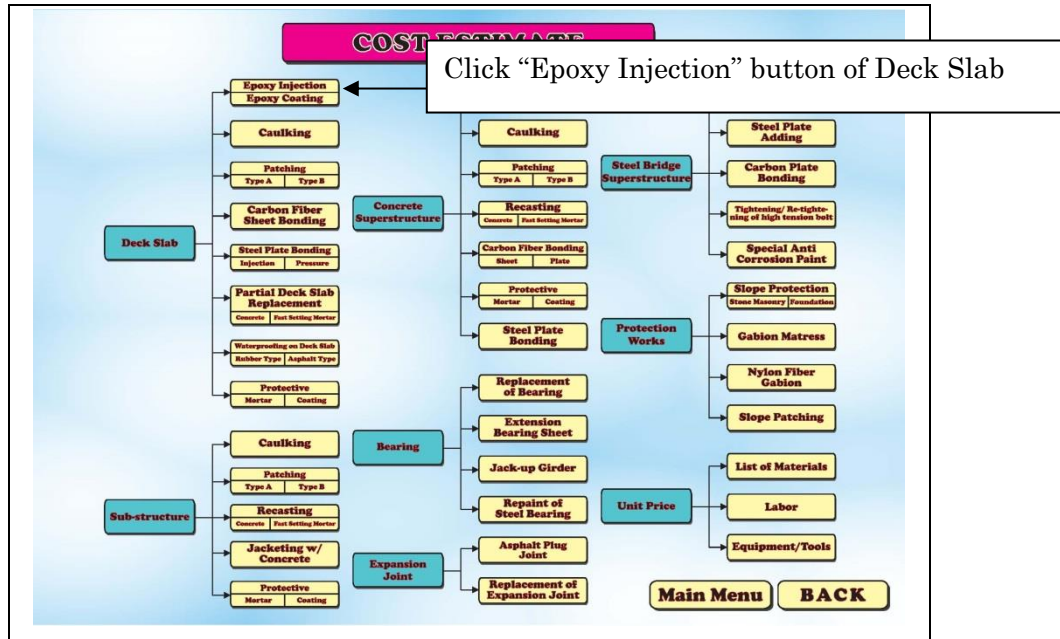 COST ESTIMATE
Click “Epoxy Injection” button of Deck Slab
Deck Slab
Epoxy Injection
Epoxy Coating
Caulking
Patching
Type A Type B
Carbon Fiber
Sheet Bonding
Steel Plate Bonding
Injection Pressure
Partial Deck Slab
Replacement
Concrete Fast Setting Mortar
Waterproofing on Deck Slab
Rubber Type Asphalt Type
Protective
Mortar Coating
Sub-structure
Caulking
Patching
Type A Type B
Recasting
Concrete Fast Setting Mortar
Jacketing w/
Concrete
Protective
Mortar Coating
Concrete
Superstructure
Caulking
Patching
Type A Type B
Recasting
Concrete Fast Setting Mortar
Carbon Fiber Bonding
Sheet Plate
Protective
Mortar Coating
Steel Plate
Bonding
Bearing
Replacement
of Bearing
Extension
Bearing Sheet
Jack-up Girder
Repaint of
Steel Bearing
Expansion
Joint
Asphalt Plug
Joint
Replacement of
Expansion Joint
Steel Bridge
Superstructure
Steel Plate
Adding
Carbon Plate
Bonding
Tightening/ Re-tighte-
ning of high tension bolt
Special Anti
Corrosion Paint
Protection
Works
Slope Protection
Stone Masonry Foundation
Gabion Matress
Nylon Fiber
Gabion
Slope Patching
Unit Price
List of Materials
Labor
Equipment/Tools
Main Menu
BACK